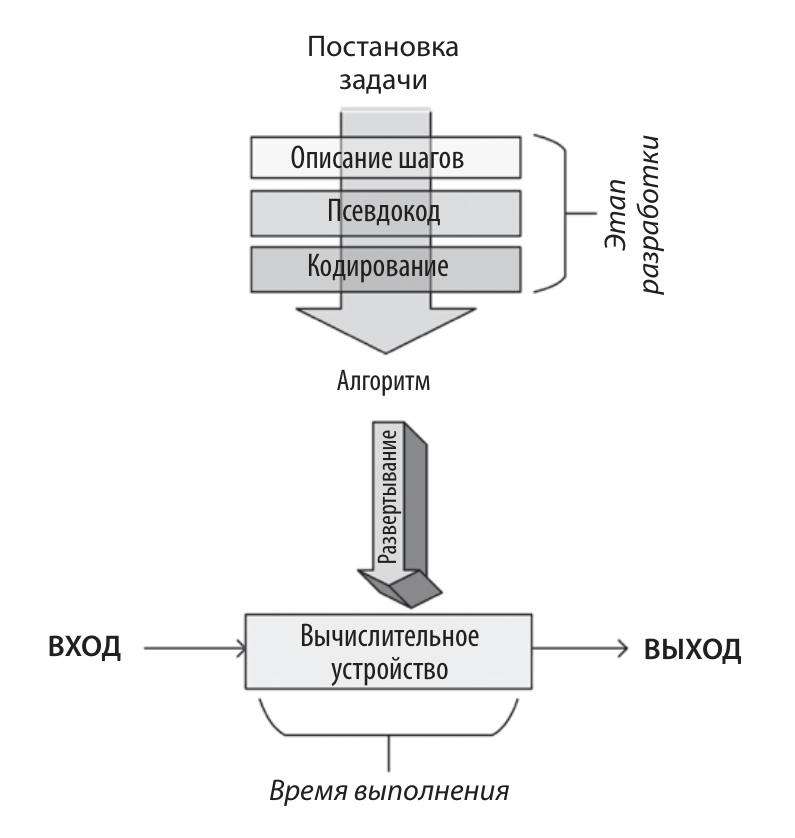 Постановка
задачи
Описание шагов
Псевдокод
Кодирование
Этап
разработки
Алгоритм
Развертывание
ВХОД
Вычислительное
устройство
ВЫХОД
Время выполнения